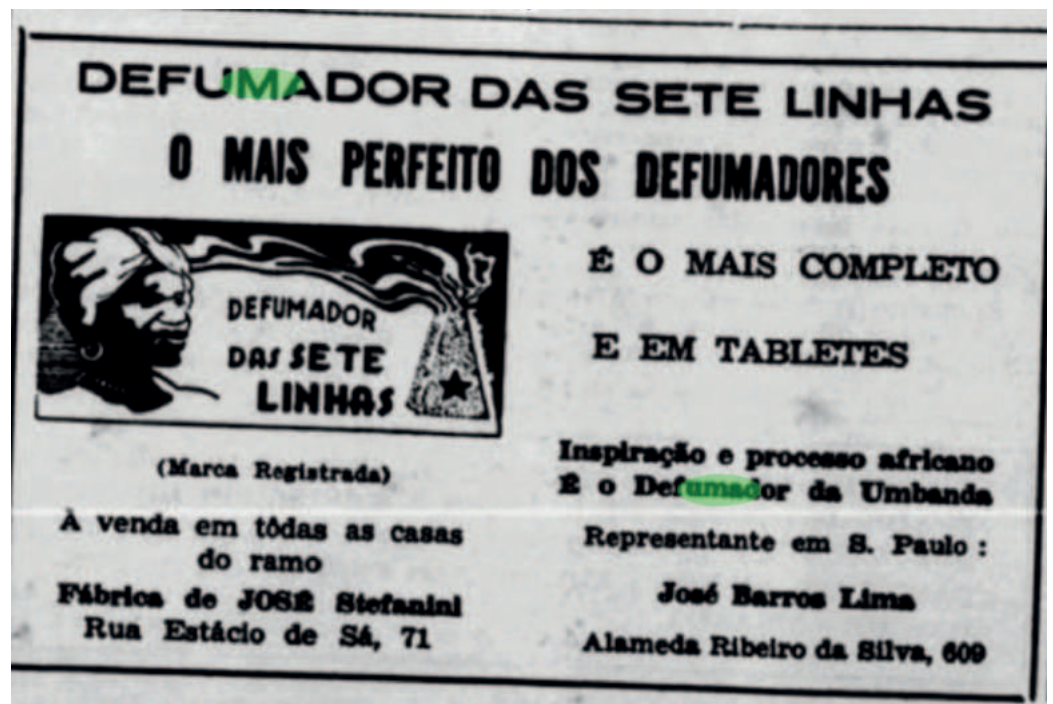 DEFUMADOR DAS SETE LINHAS
O MAIS PERFEITO DOS DEFUMADORES
DEFUMADOR
DAS SETE
LINHAS
(Marca Registrada)
À venda em tôdas as casas
do ramo
Fábrica de JOSÉ Stefanini
Rua Estácio de Sá, 71
É O MAIS COMPLETO
E EM TABLETES
Inspiração e processo africano
É o Defumador da Umbanda
Representante em S. Paulo :
José Barros Lima
Alameda Ribeiro da Silva, 609